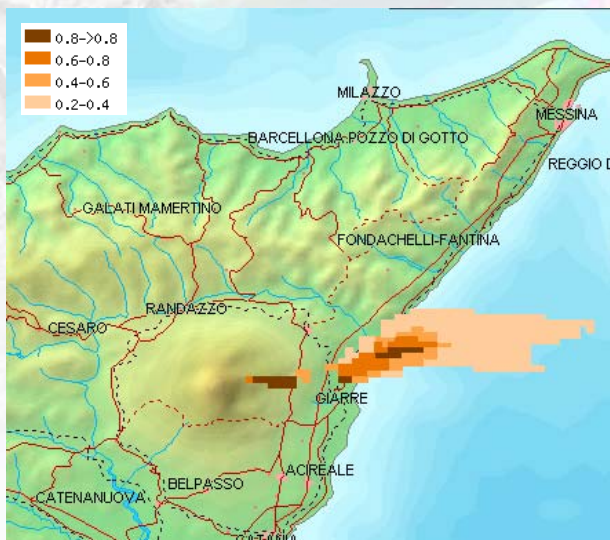 0.8->0.8
0.6-0.8
0.4-0.6
0.2-0.4
MILAZZO
MESSINA
BARCELLONA-POZZO DI GOTTO
REGGIO D
GALATI MAMERTINO
FONDACHELLI-FANTINA
RANDAZZO
CESARO
GIARRE
ACIREALE
BELPASSO
CATENANUOVA